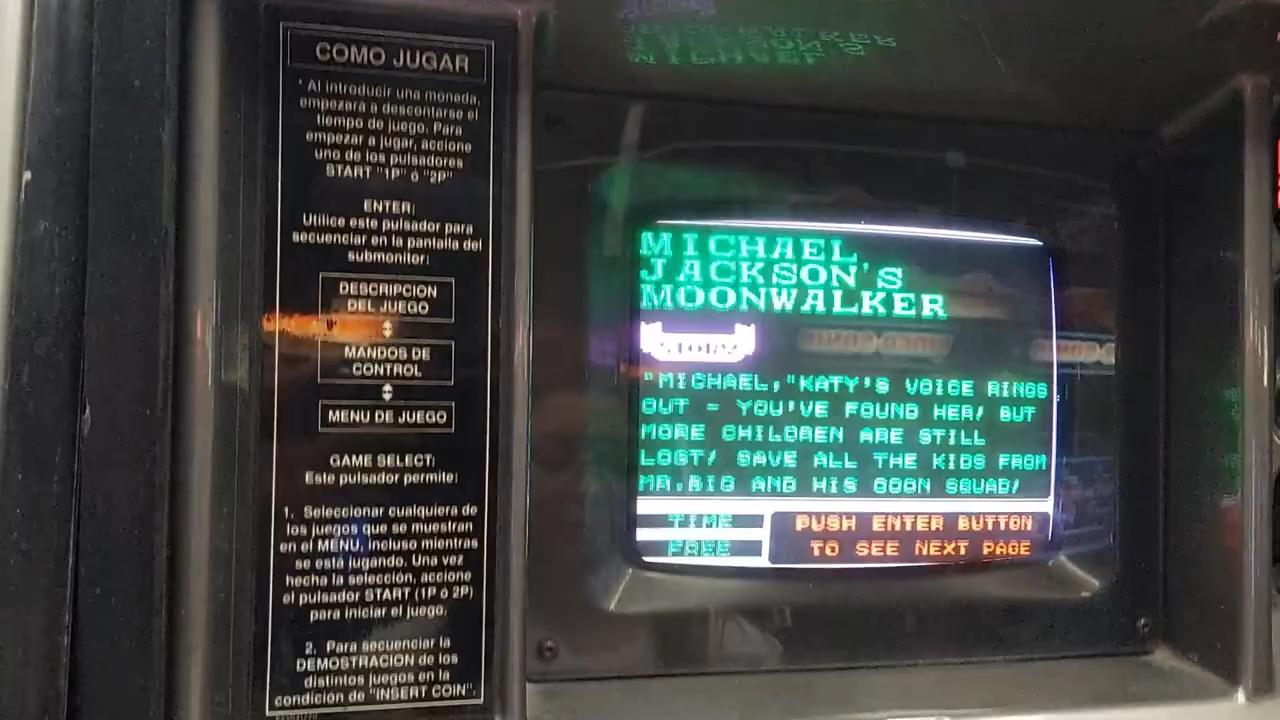 COMO JUGAR
* Al introducir una moneda,
empezará a descontarse el
tiempo de juego. Para
empezar a jugar, accione
uno de los pulsadores
START "1P" ó "2P"
ENTER:
Utilice este pulsador para
secuenciar en la pantalla del
submonitor:
DESCRIPCION
DEL JUEGO
MANDOS DE
CONTROL
MENU DE JUEGO
GAME SELECT:
Este pulsador permite:
1. Seleccionar cualquiera de
los juegos que se muestran
en el MENU, incluso mientras
se está jugando. Una vez
hecha la selección, accione
el pulsador START (1P ó 2P)
para iniciar el juego.
2. Para secuenciar la
DEMOSTRACION de los
distintos juegos en la
condición de "INSERT COIN".
MICHAEL
JACKSON'S
MOONWALKER
STORY
"MICHAEL,"KATY'S VOICE RINGS
OUT - YOU'VE FOUND HER! BUT
MORE CHILDREN ARE STILL
LOST! SAVE ALL THE KIDS FROM
MR.BIG AND HIS GOON SQUAD!
TIME
FREE
PUSH ENTER BUTTON
TO SEE NEXT PAGE